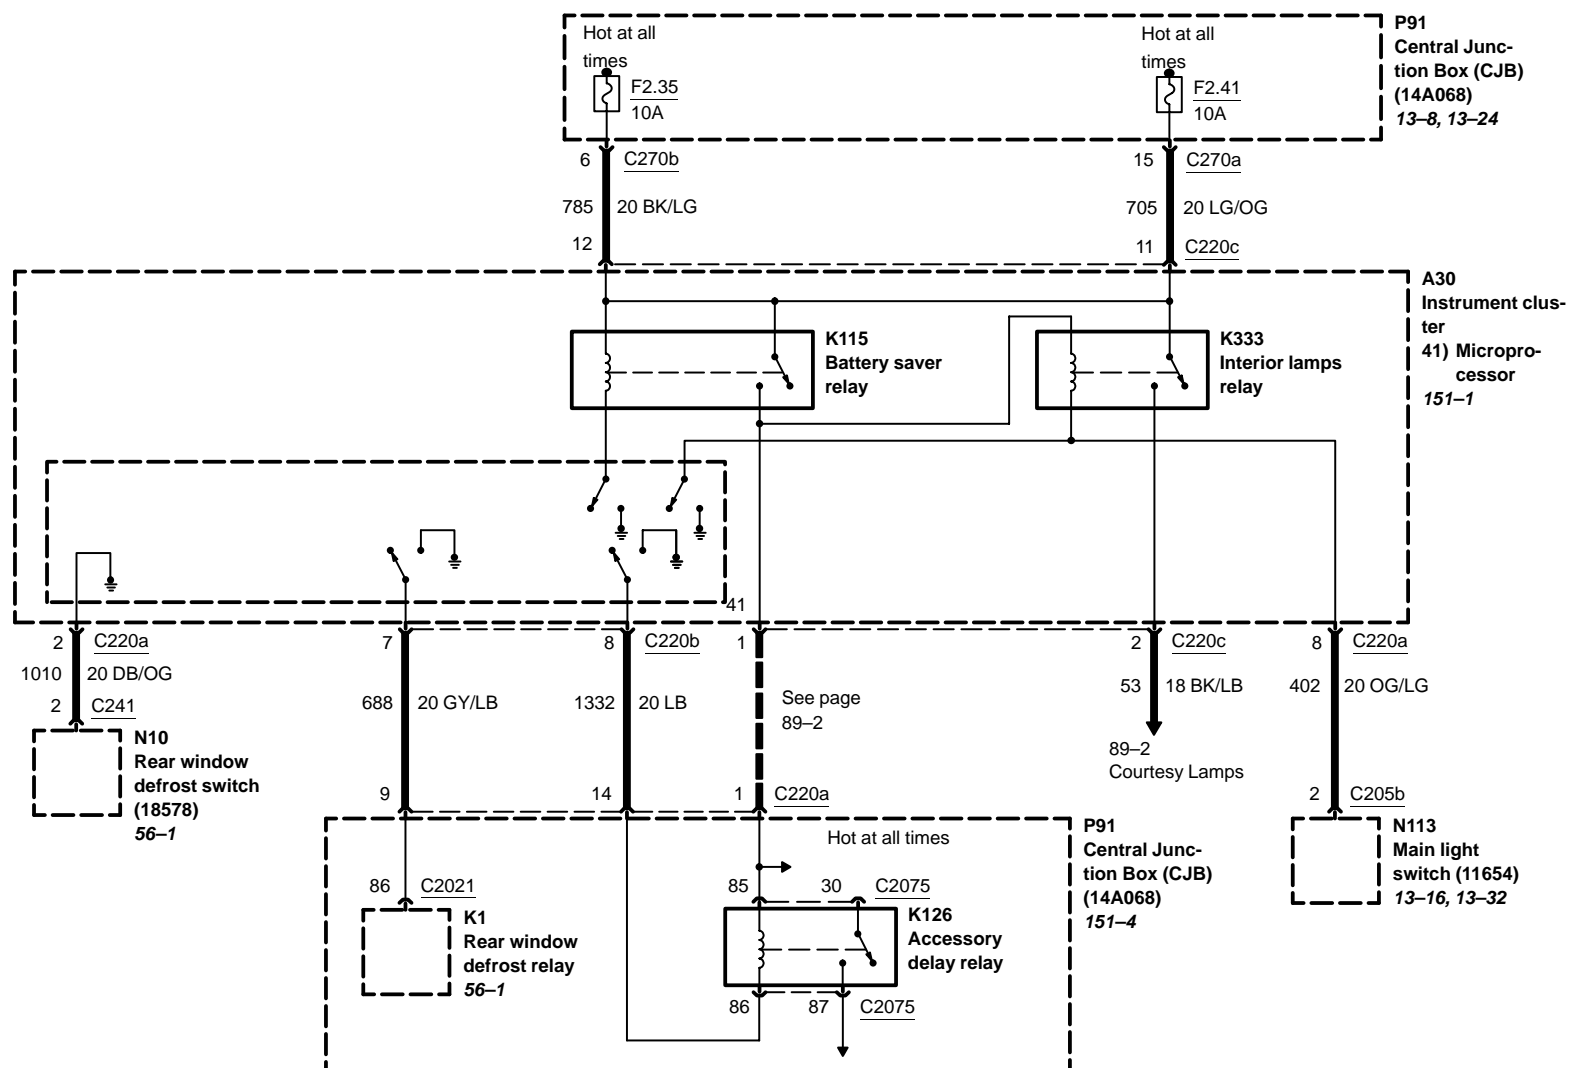 Hot at all
times
F2.35
10A
Hot at all
times
F2.41
10A
P91
Central Junc-
tion Box (CJB)
(14A068)
13–8, 13–24
6
C270b
15
C270a
785
20 BK/LG
705
20 LG/OG
12
11
C220c
A30
Instrument clus-
ter
41) Micropro-
cessor
151–1
K115
Battery saver
relay
K333
Interior lamps
relay
41
2
C220a
7
8
C220b
1
2
C220c
8
C220a
1010
20 DB/OG
688
20 GY/LB
1332
20 LB
See page
89–2
53
18 BK/LB
402
20 OG/LG
2
C241
N10
Rear window
defrost switch
(18578)
56–1
89–2
Courtesy Lamps
9
14
1
C220a
2
C205b
Hot at all times
P91
Central Junc-
tion Box (CJB)
(14A068)
151–4
N113
Main light
switch (11654)
13–16, 13–32
86
C2021
85
30
C2075
K1
Rear window
defrost relay
56–1
K126
Accessory
delay relay
86
87
C2075